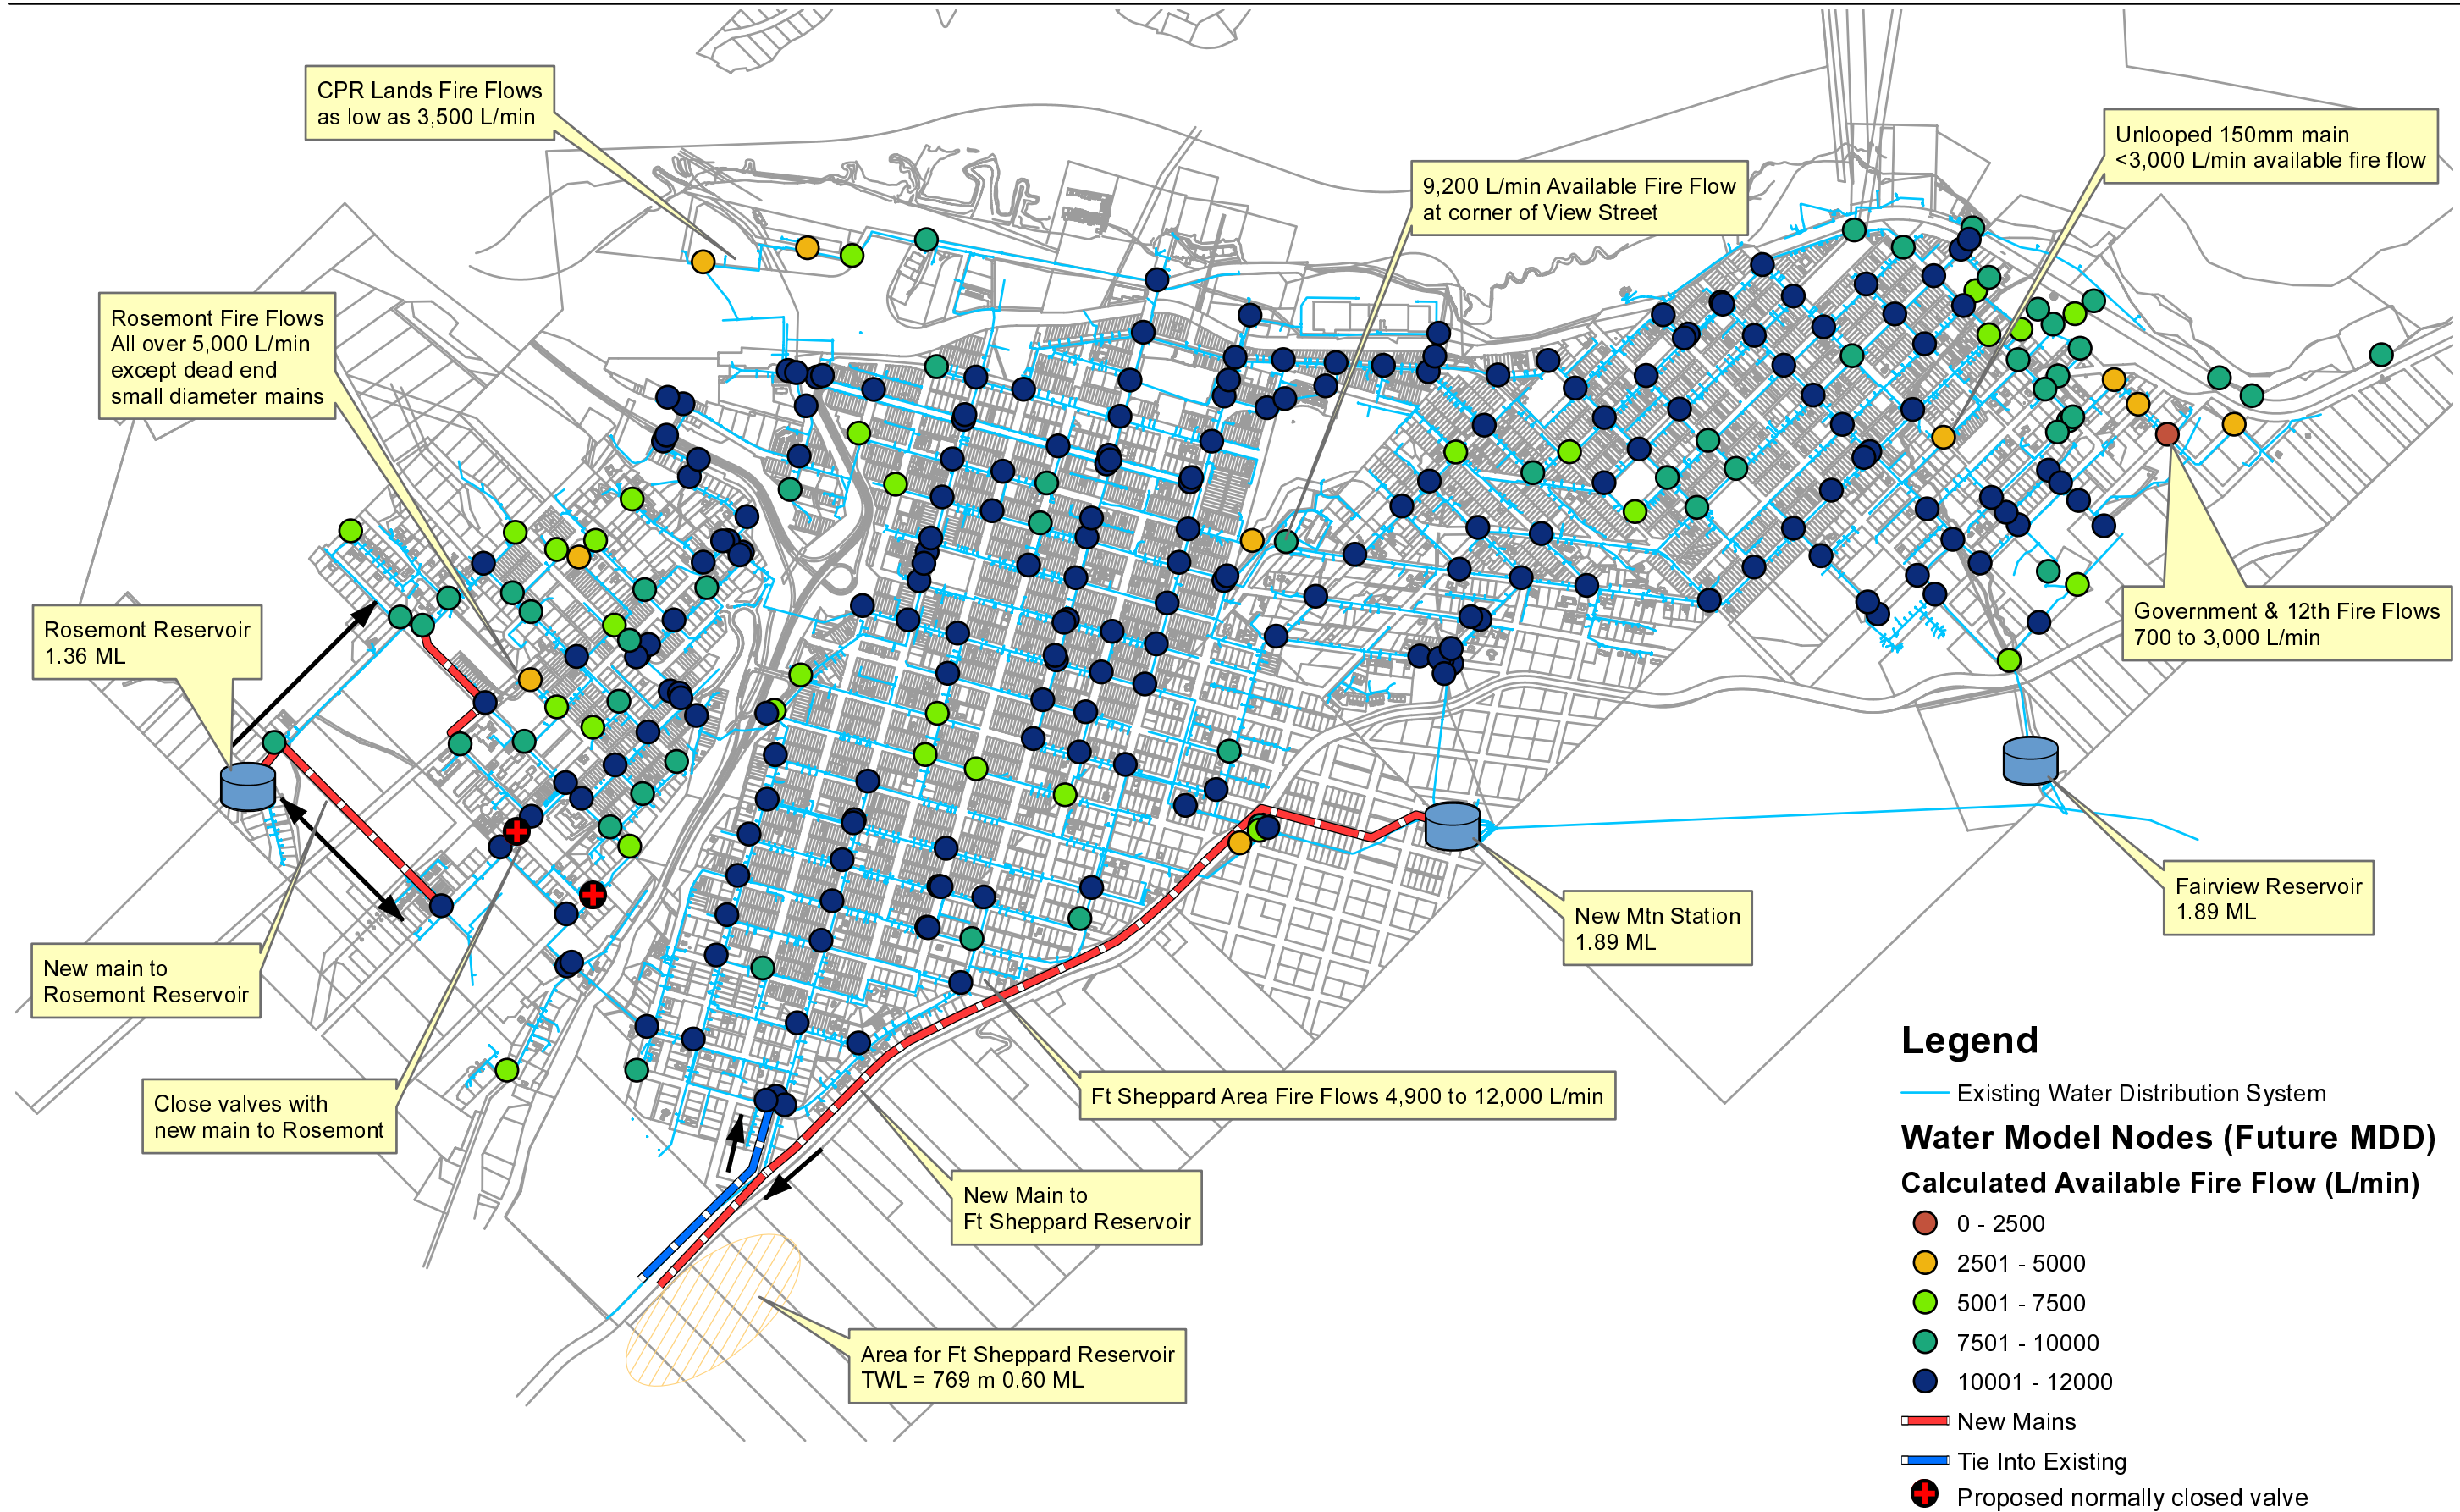 CPR Lands Fire Flows
as low as 3,500 L/min
Unlooped 150mm main
<3,000 L/min available fire flow
9,200 L/min Available Fire Flow
at corner of View Street
Rosemont Fire Flows
All over 5,000 L/min
except dead end
small diameter mains
Rosemont Reservoir
1.36 ML
Government & 12th Fire Flows
700 to 3,000 L/min
Fairview Reservoir
1.89 ML
New Mtn Station
1.89 ML
New main to
Rosemont Reservoir
Close valves with
new main to Rosemont
Ft Sheppard Area Fire Flows 4,900 to 12,000 L/min
New Main to
Ft Sheppard Reservoir
Area for Ft Sheppard Reservoir
TWL = 769 m 0.60 ML
Legend
Existing Water Distribution System
Water Model Nodes (Future MDD)
Calculated Available Fire Flow (L/min)
0 - 2500
2501 - 5000
5001 - 7500
7501 - 10000
10001 - 12000
New Mains
Tie Into Existing
Proposed normally closed valve